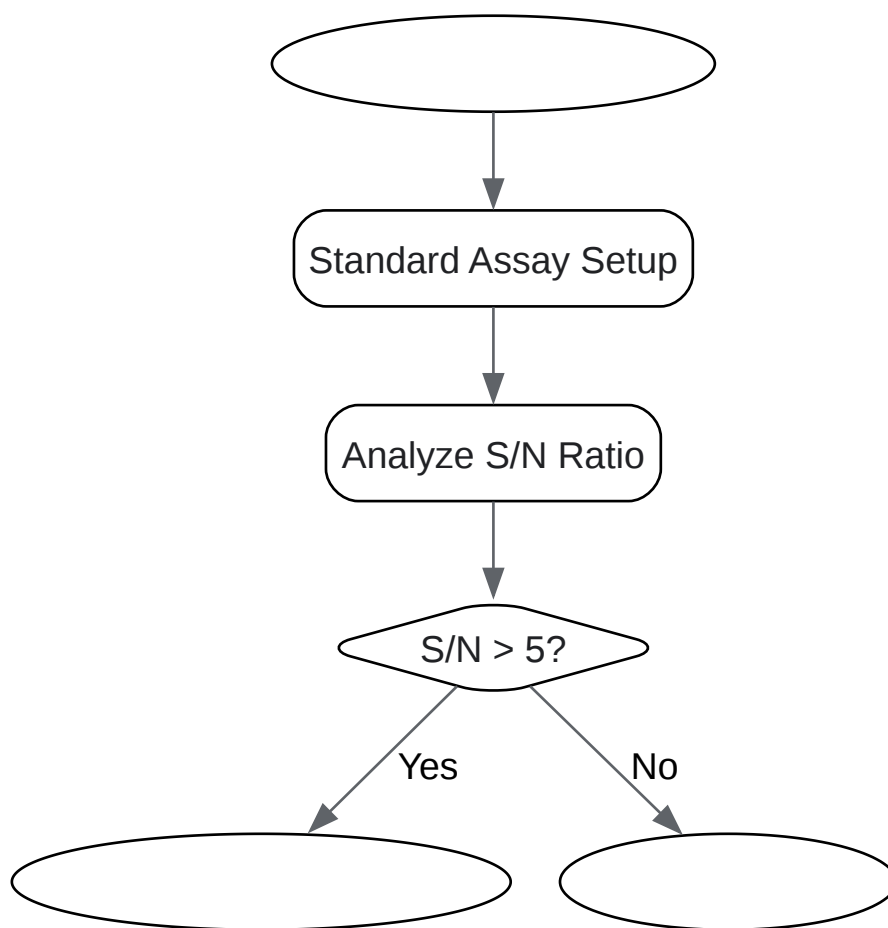 Standard Assay Setup
Analyze S/N Ratio
S/N > 5?
Yes
No